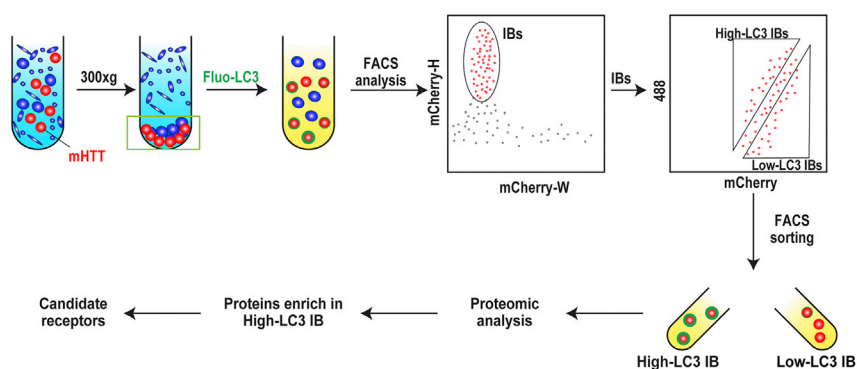 300xg
Fluo-LC3
FACS
analysis
mHTT
mCherry-H
IBs
mCherry-W
IBs
488
High-LC3 IBs
Low-LC3 IBs
mCherry
FACS
sorting
High-LC3 IB
Low-LC3 IB
Proteomic
analysis
Proteins enrich in
High-LC3 IB
Candidate
receptors